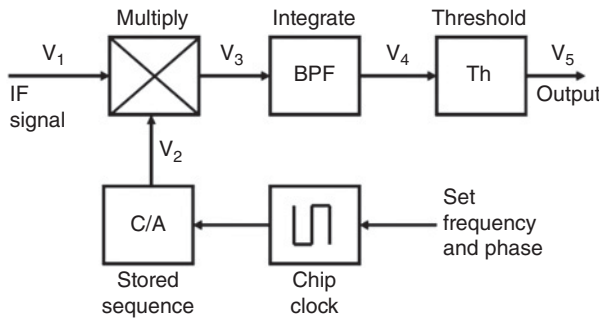 Multiply
Integrate
Threshold
V1
V3
V4
V5
BPF
Th
IF
signal
Output
V2
C/A
Set
frequency
and phase
Stored
sequence
Chip
clock